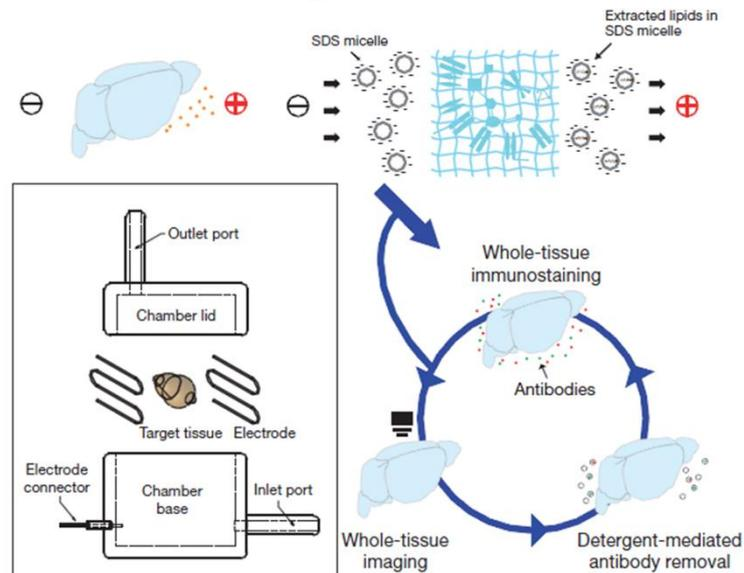 SDS micelle
Extracted lipids in
SDS micelle
Outlet port
Chamber lid
Target tissue
Electrode
Electrode
connector
Chamber
base
Inlet port
Whole-tissue
immunostaining
Antibodies
Whole-tissue
imaging
Detergent-mediated
antibody removal